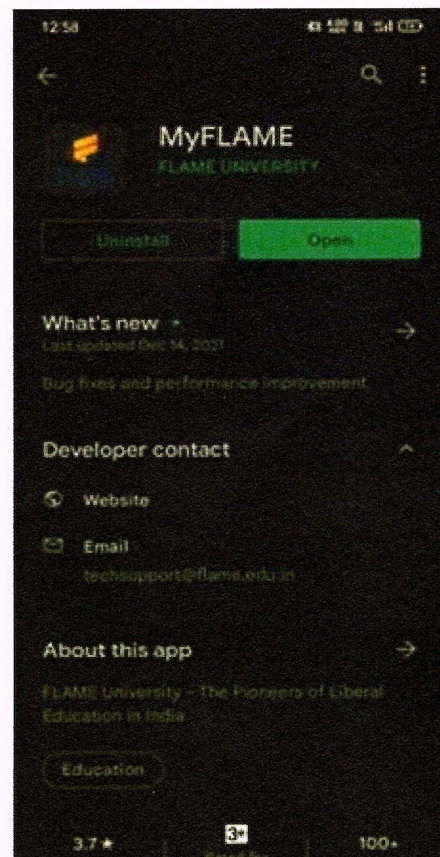 12:58
MyFLAME
FLAME UNIVERSITY
Uninstall
Open
What's new
Last updated Dec 14, 2021
Bug fixes and performance improvement
Developer contact
Website
Email
techsupport@flame.edu.in
About this app
FLAME University - The Pioneers of Liberal
Education in India
Education
3.7★
3+
100+